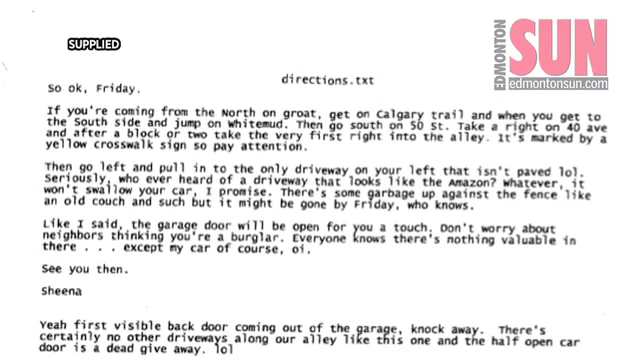 SUPPLIED
EDMONTON
SUN
edmontonsun.com
directions.txt
So ok, Friday.
If you're coming from the North on groat, get on Calgary trail and when you get to
the South side and jump on Whitemud. Then go south on 50 St. Take a right on 40 ave
and after a block or two take the very first right into the alley. It's marked by a
yellow crosswalk sign so pay attention.
Then go left and pull in to the only driveway on your left that isn't paved lol.
Seriously, who ever heard of a driveway that looks like the Amazon? Whatever, it
won't swallow your car, I promise. There's some garbage up against the fence like
an old couch and such but it might be gone by Friday, who knows.
Like I said, the garage door will be open for you a touch. Don't worry about
neighbors thinking you're a burglar. Everyone knows there's nothing valuable in
there . . . except my car of course, oi.
See you then.
Sheena
Yeah first visible back door coming out of the garage, knock away. There's
certainly no other driveways along our alley like this one and the half open car
door is a dead give away. lol